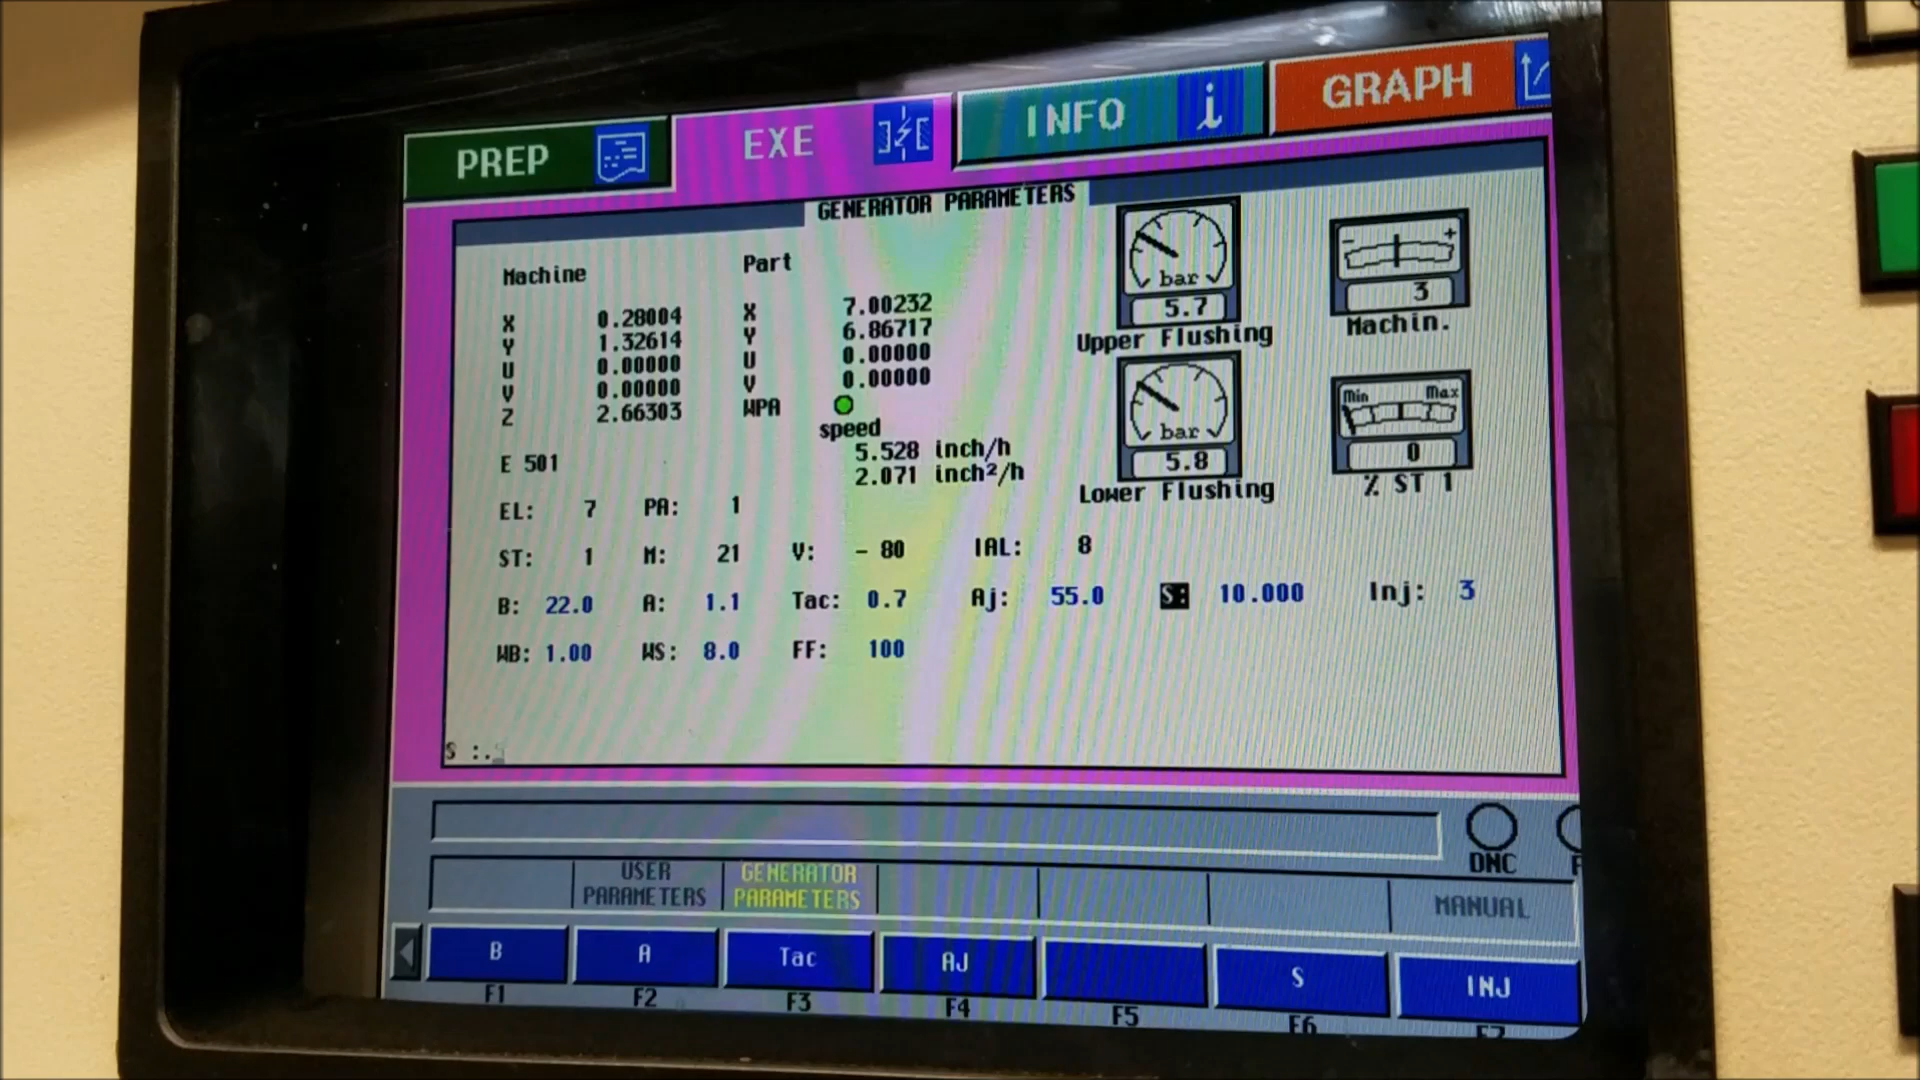 PREP
EXE
INFO i
GRAPH
GENERATOR PARAMETERS
Machine Part
X 0.28004 X 7.00232
Y 1.32614 Y 6.86717
U 0.00000 U 0.00000
V 0.00000 V 0.00000
Z 2.66303 WPA
speed
E 501 5.528 inch/h
2.071 inch²/h
bar
5.7
Upper Flushing
- +
3
Machin.
bar
5.8
Lower Flushing
Min Max
0
% ST 1
EL: 7 PA: 1
ST: 1 M: 21 V: - 80 IAL: 8
B: 22.0 A: 1.1 Tac: 0.7 Aj: 55.0 S: 10.000 Inj: 3
WB: 1.00 WS: 8.0 FF: 100
S :.
DNC
USER PARAMETERS
GENERATOR PARAMETERS
MANUAL
B A Tac AJ S INJ
F1 F2 F3 F4 F5 F6 F7